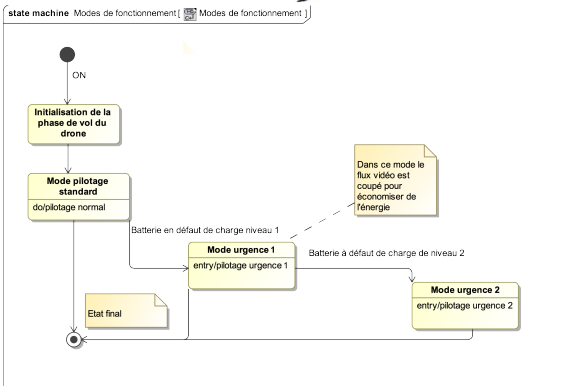 state machine Modes de fonctionnement [ Modes de fonctionnement ]
ON
Initialisation de la
phase de vol du
drone
Mode pilotage
standard
do/pilotage normal
Dans ce mode le
flux vidéo est
coupé pour
économiser de
l'énergie
Batterie en défaut de charge niveau 1
Mode urgence 1
entry/pilotage urgence 1
Batterie à défaut de charge de niveau 2
Mode urgence 2
entry/pilotage urgence 2
Etat final